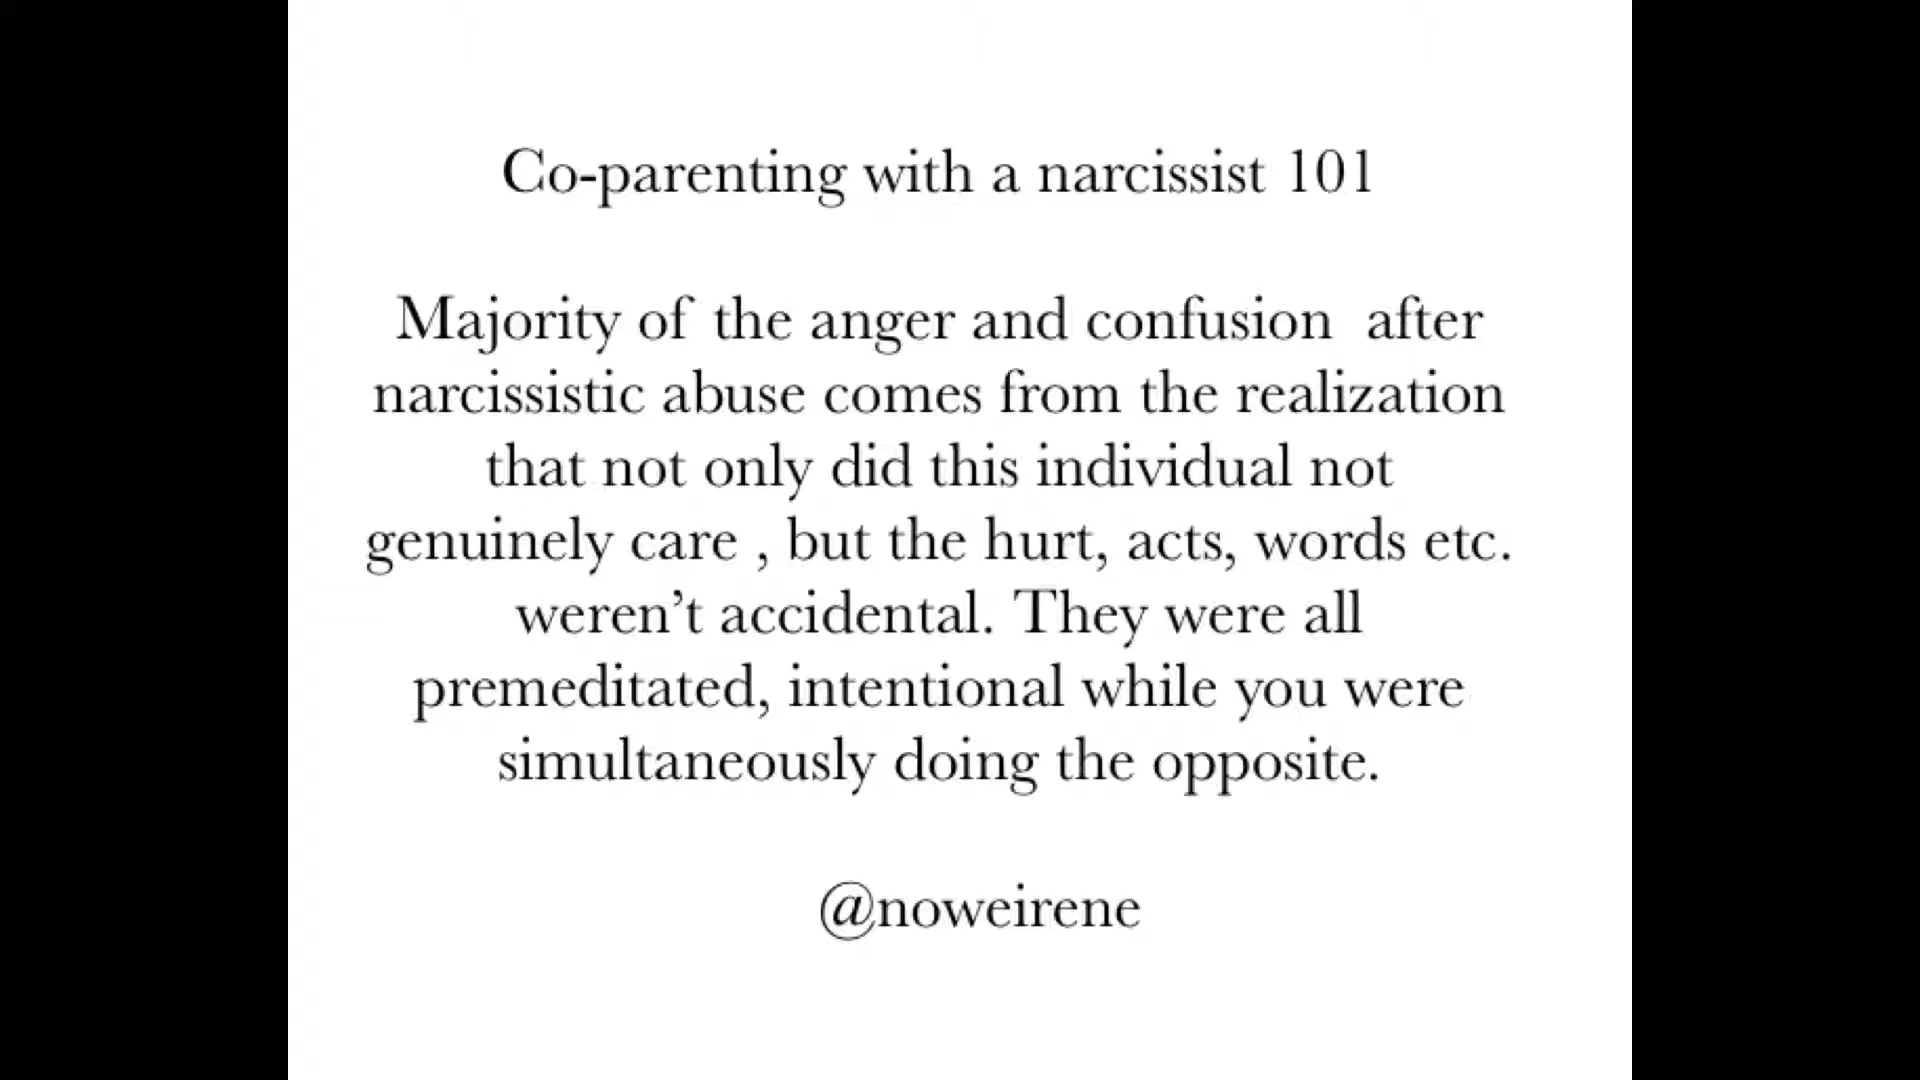 Co-parenting with a narcissist 101
Majority of the anger and confusion  after
narcissistic abuse comes from the realization
that not only did this individual not
genuinely care , but the hurt, acts, words etc.
weren’t accidental. They were all
premeditated, intentional while you were
simultaneously doing the opposite.
@noweirene